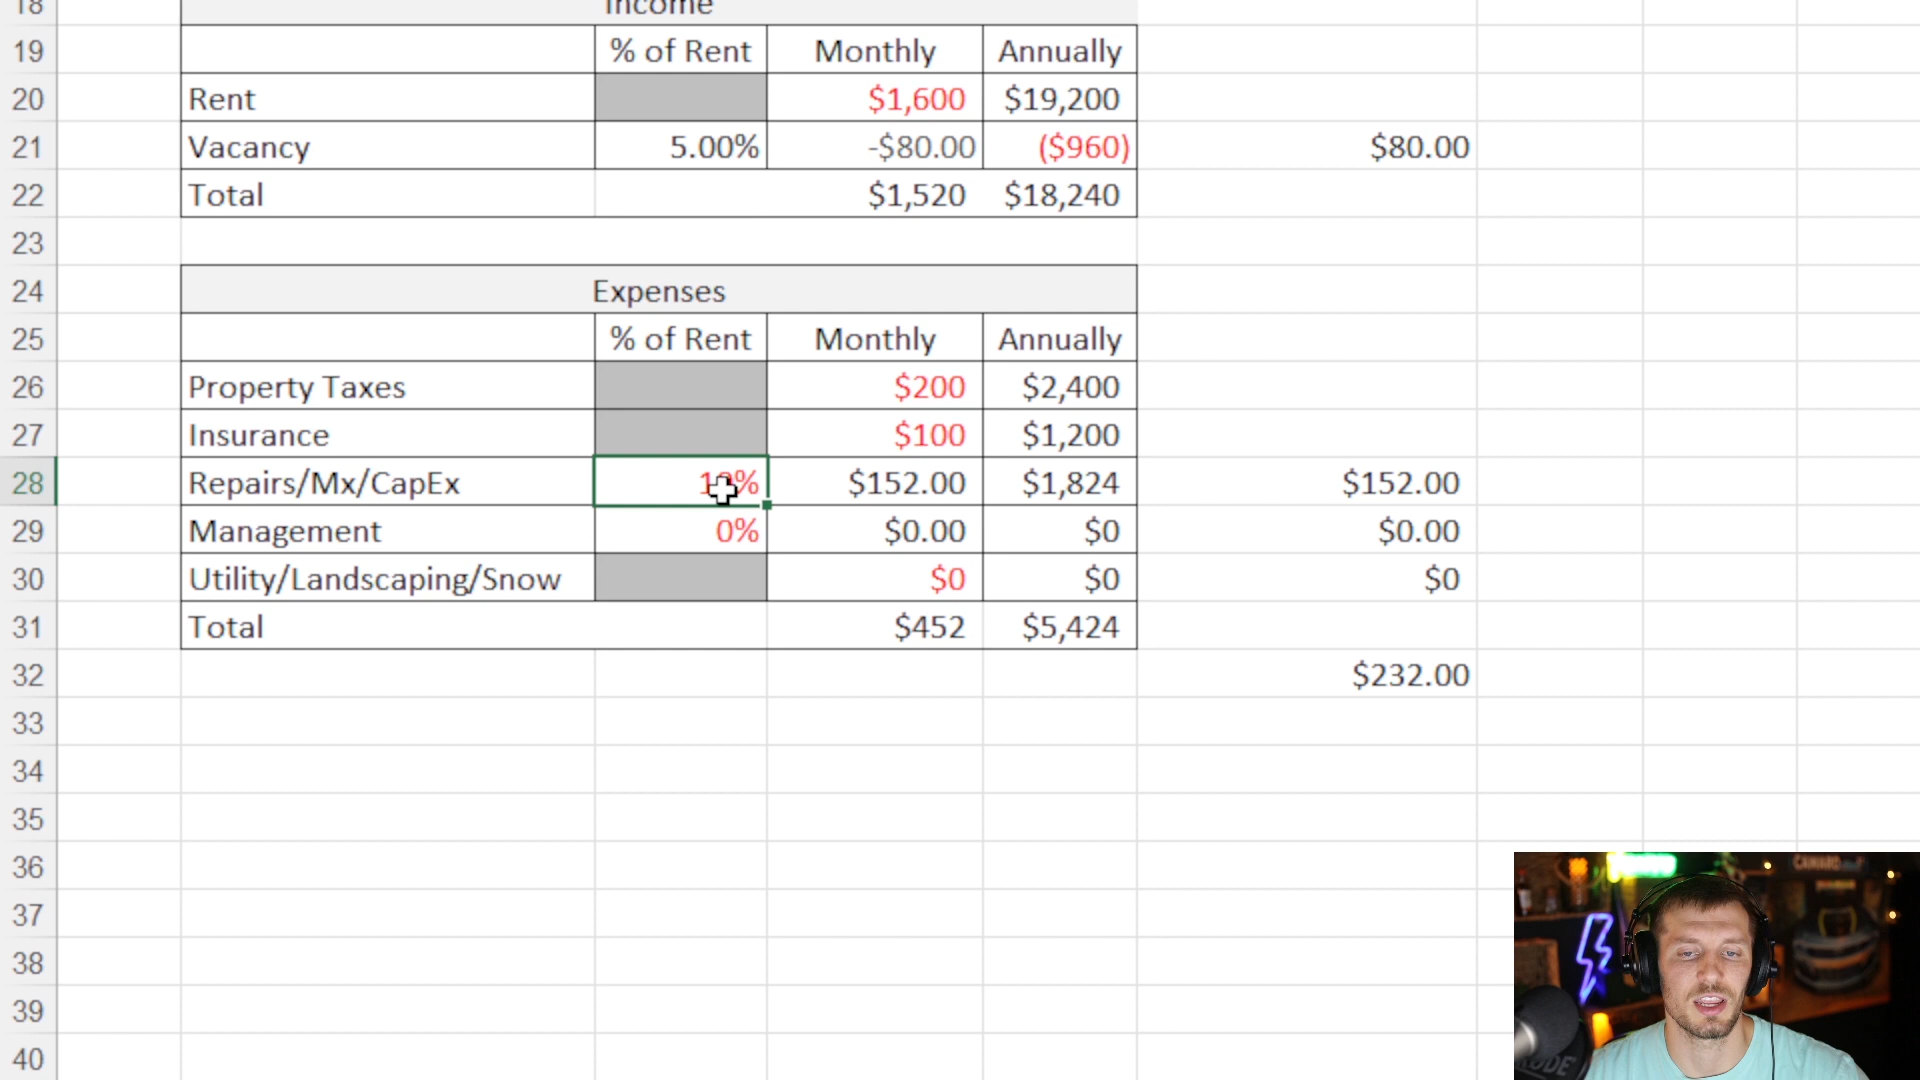 18 Income
19 % of Rent Monthly Annually
20 Rent $1,600 $19,200
21 Vacancy 5.00% -$80.00 ($960) $80.00
22 Total $1,520 $18,240
23
24 Expenses
25 % of Rent Monthly Annually
26 Property Taxes $200 $2,400
27 Insurance $100 $1,200
28 Repairs/Mx/CapEx $152.00 $1,824 $152.00
29 Management 0% $0.00 $0 $0.00
30 Utility/Landscaping/Snow $0 $0 $0
31 Total $452 $5,424
32 $232.00
33
34
35
36
37
38
39
40